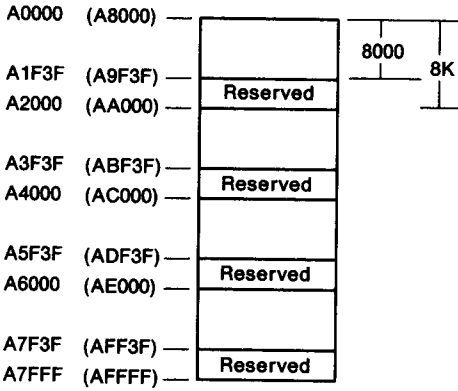 A0000 (A8000)
8000
8K
A1F3F (A9F3F)
Reserved
A2000 (AA000)
A3F3F (ABF3F)
Reserved
A4000 (AC000)
A5F3F (ADF3F)
Reserved
A6000 (AE000)
A7F3F (AFF3F)
Reserved
A7FFF (AFFFF)